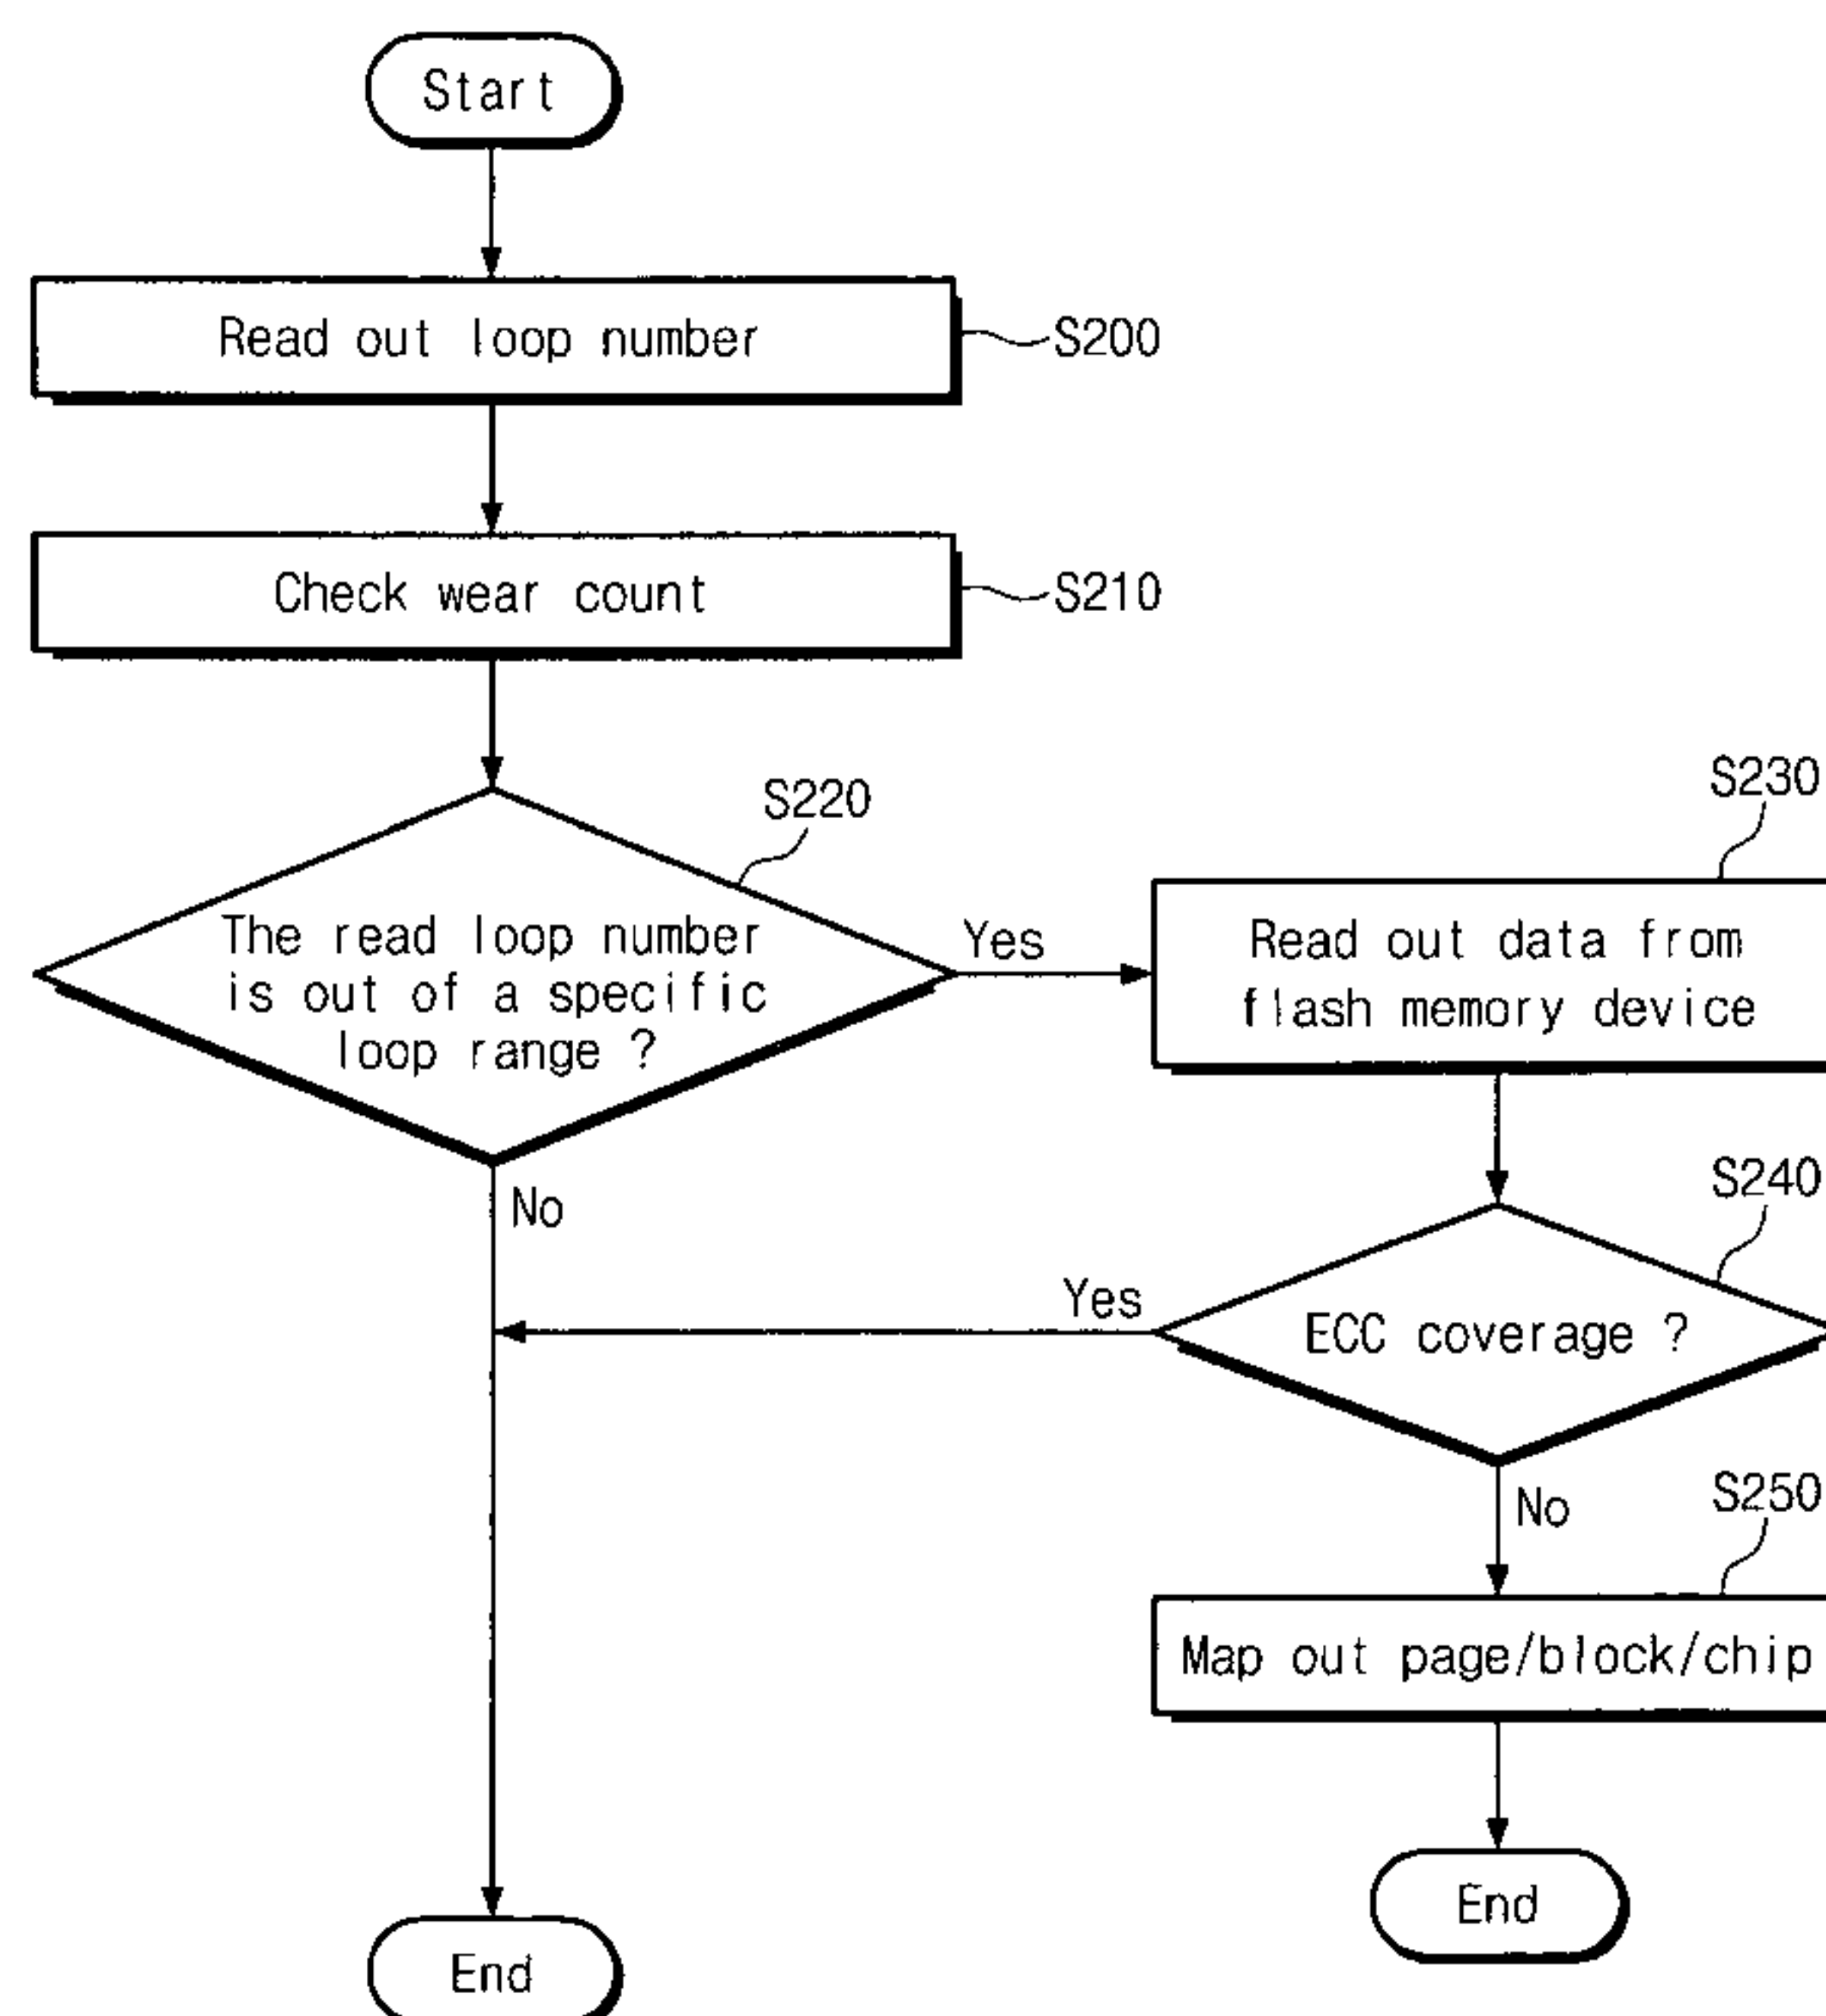 Start
Read out loop number
S200
Check wear count
S210
S220
The read loop number
is out of a specific
loop range ?
Yes
No
S230
Read out data from
flash memory device
S240
ECC coverage ?
Yes
No
S250
Map out page/block/chip
End
End